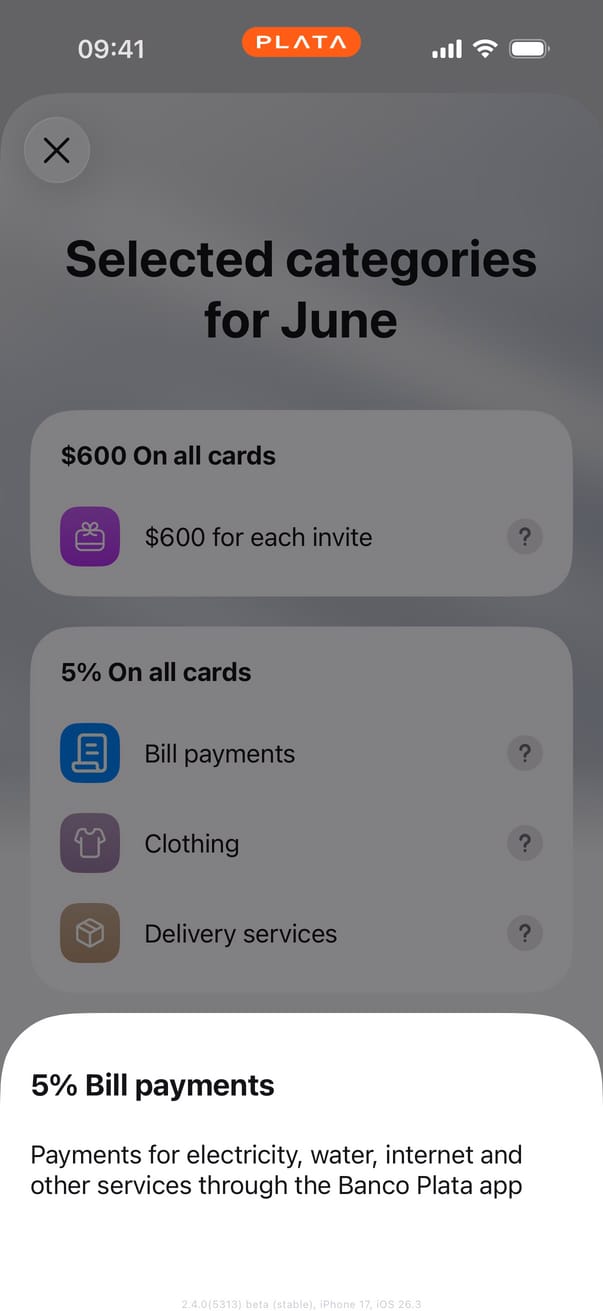 09:41
PLATA
Selected categories
for June
$600 On all cards
$600 for each invite
?
5% On all cards
Bill payments
?
Clothing
?
Delivery services
?
5% Bill payments
Payments for electricity, water, internet and
other services through the Banco Plata app
2.4.0(5313) beta (stable), iPhone 17, iOS 26.3